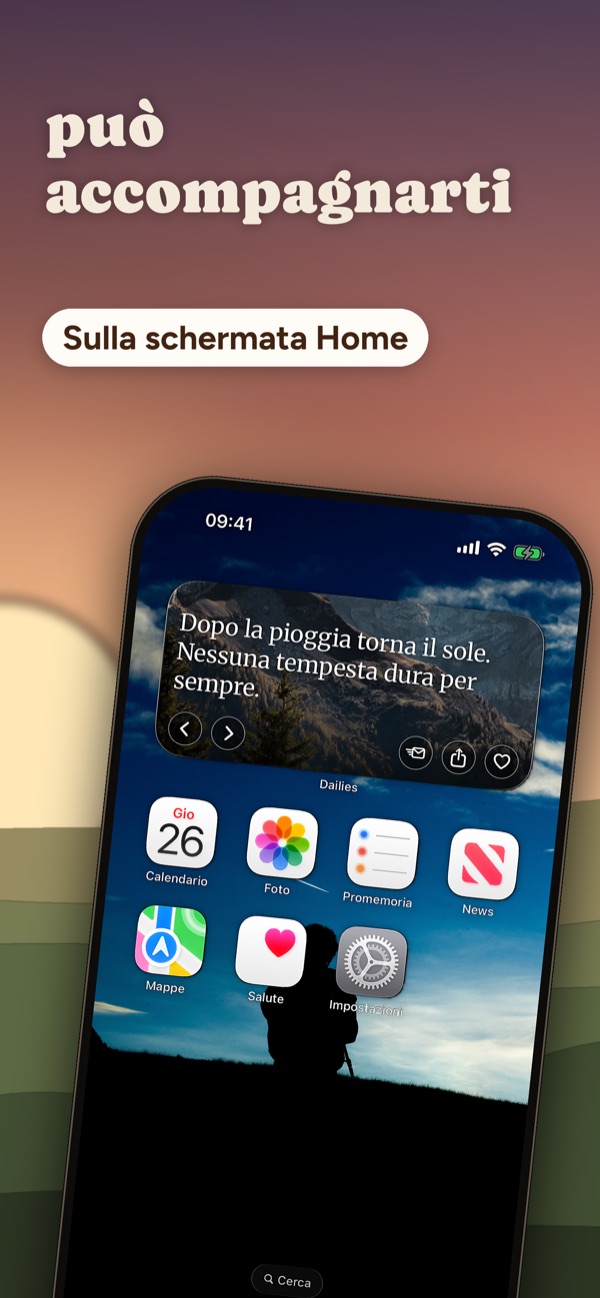 può
accompagnarti
Sulla schermata Home
09:41
Dopo la pioggia torna il sole.
Nessuna tempesta dura per
sempre.
Dailies
Gio
26
Calendario
Foto
Promemoria
News
Mappe
Salute
Impostazioni
Cerca